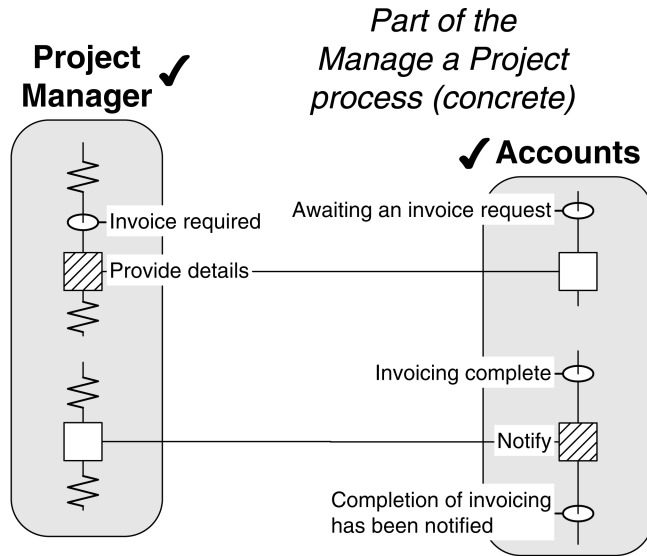 Part of the
Manage a Project
process (concrete)
Project
Manager
Accounts
Invoice required
Awaiting an invoice request
Provide details
Invoicing complete
Notify
Completion of invoicing
has been notified